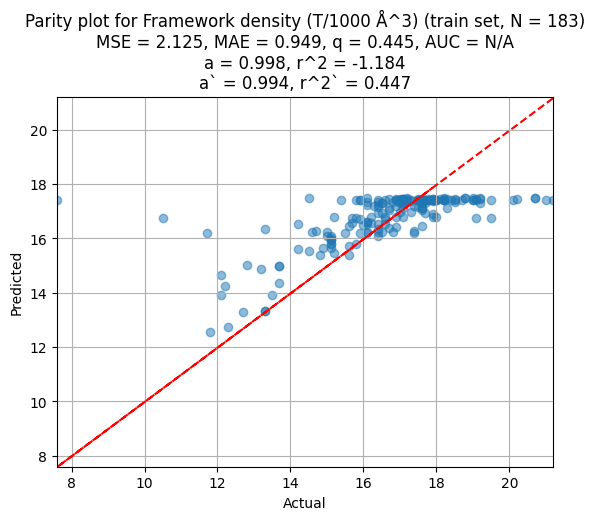 Parity plot for Framework density (T/1000 Å^3) (train set, N = 183)
MSE = 2.125, MAE = 0.949, q = 0.445, AUC = N/A
a = 0.998, r^2 = -1.184
a` = 0.994, r^2` = 0.447
20
18
16
14
12
10
8
Predicted
8 10 12 14 16 18 20
Actual